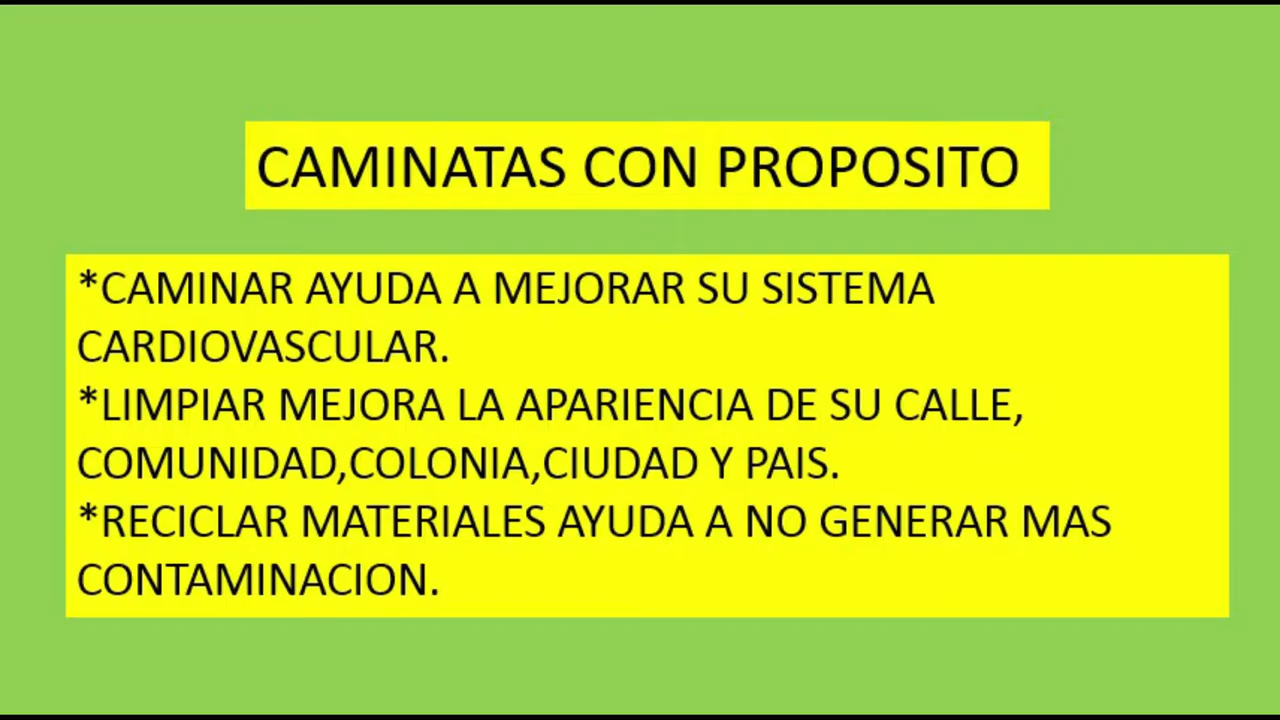 CAMINATAS CON PROPOSITO
*CAMINAR AYUDA A MEJORAR SU SISTEMA
CARDIOVASCULAR.
*LIMPIAR MEJORA LA APARIENCIA DE SU CALLE,
COMUNIDAD,COLONIA,CIUDAD Y PAIS.
*RECICLAR MATERIALES AYUDA A NO GENERAR MAS
CONTAMINACION.